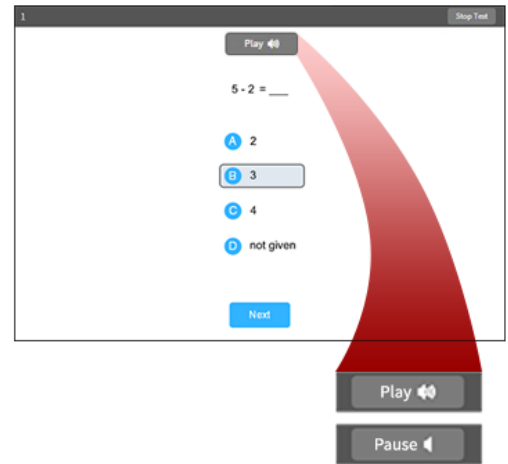 1 Stop Test
Play
5 - 2 = ___
A 2
B 3
C 4
D not given
Next
Play
Pause